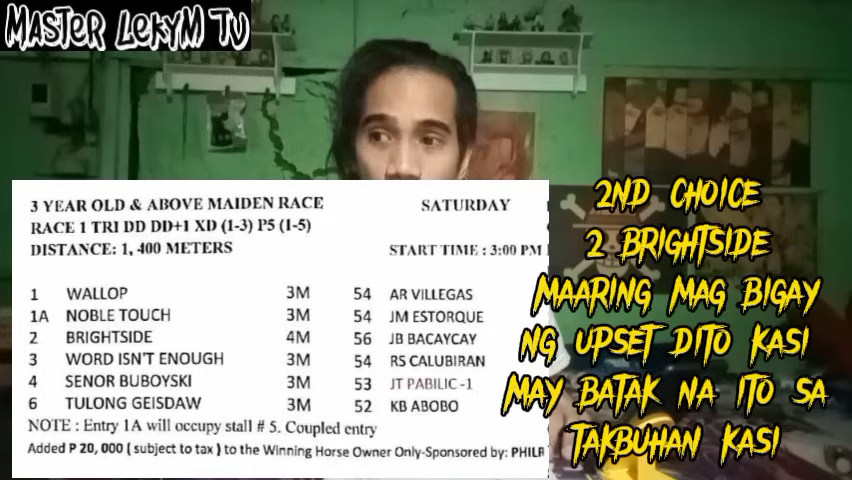 MASTER LEKYM TV
3 YEAR OLD & ABOVE MAIDEN RACE SATURDAY
RACE 1 TRI DD DD+1 XD (1-3) P5 (1-5)
DISTANCE: 1, 400 METERS START TIME : 3:00 PM
1 WALLOP 3M 54 AR VILLEGAS
1A NOBLE TOUCH 3M 54 JM ESTORQUE
2 BRIGHTSIDE 4M 56 JB BACAYCAY
3 WORD ISN'T ENOUGH 3M 54 RS CALUBIRAN
4 SENOR BUBOYSKI 3M 53 JT PABILIC -1
6 TULONG GEISDAW 3M 52 KB ABOBO
NOTE : Entry 1A will occupy stall # 5. Coupled entry
Added P 20, 000 ( subject to tax ) to the Winning Horse Owner Only-Sponsored by: PHILR
2ND CHOICE
2 BRIGHTSIDE
MAARING MAG BIGAY
NG UPSET DITO KASI
MAY BATAK NA ITO SA
TAKBUHAN KASI